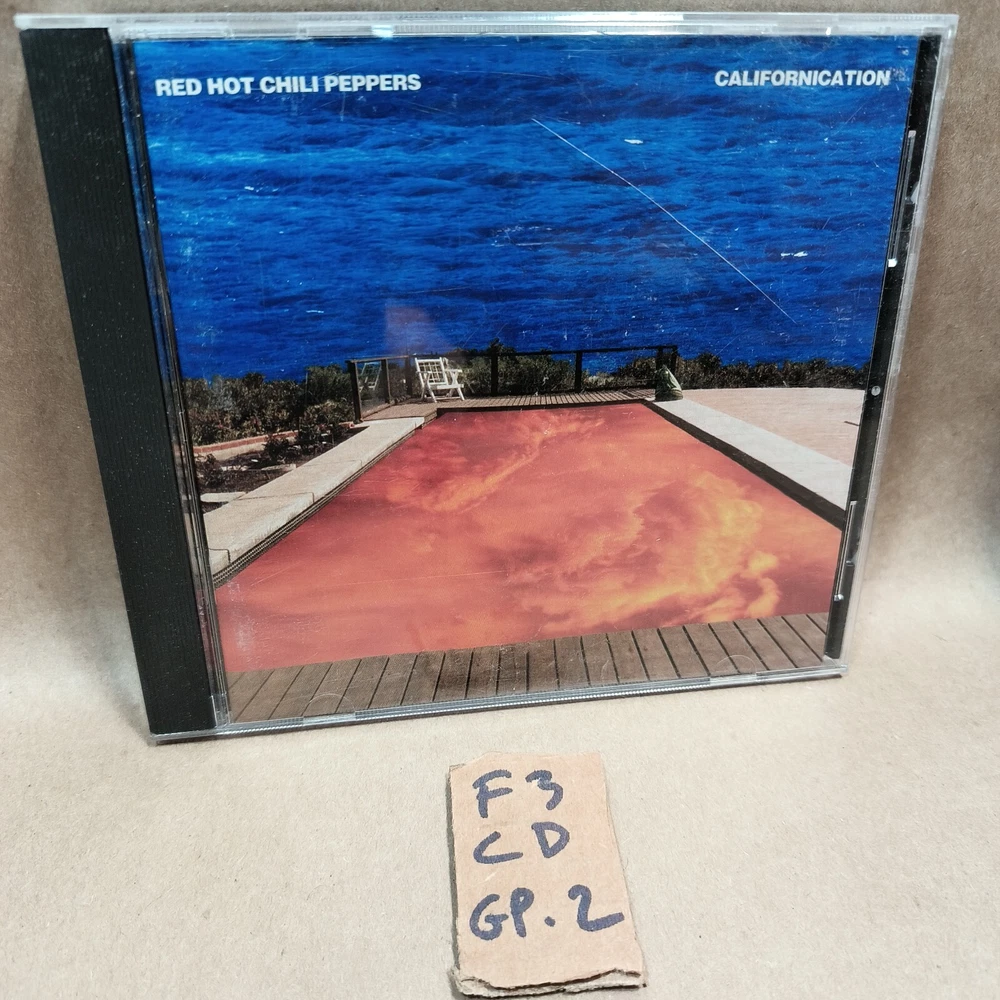 RED HOT CHILI PEPPERS
CALIFORNICATION
F3
CD
GP.2